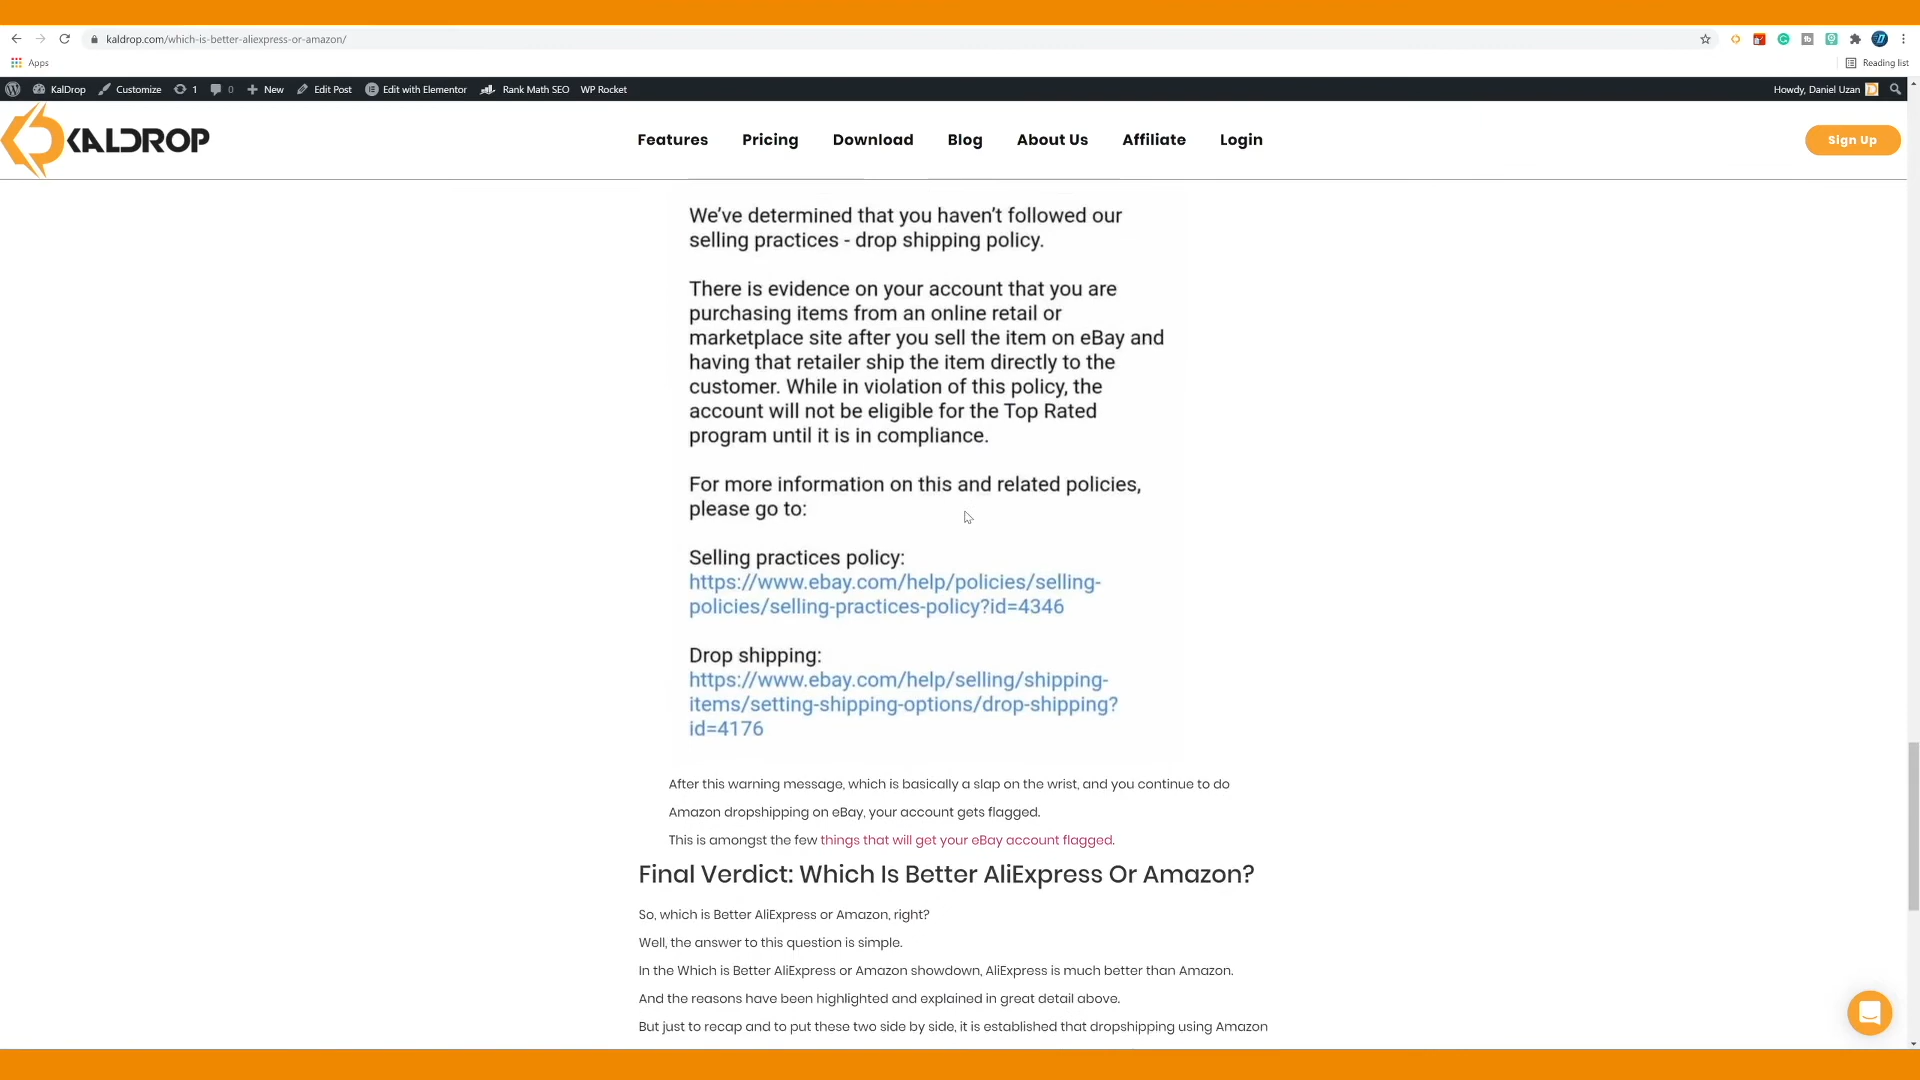 kaldrop.com/which-is-better-aliexpress-or-amazon/
Apps
Reading list
KalDrop
Customize
1
0
New
Edit Post
Edit with Elementor
Rank Math SEO
WP Rocket
Howdy, Daniel Uzan
KALDROP
Features
Pricing
Download
Blog
About Us
Affiliate
Login
Sign Up
We've determined that you haven't followed our
selling practices - drop shipping policy.
There is evidence on your account that you are
purchasing items from an online retail or
marketplace site after you sell the item on eBay and
having that retailer ship the item directly to the
customer. While in violation of this policy, the
account will not be eligible for the Top Rated
program until it is in compliance.
For more information on this and related policies,
please go to:
Selling practices policy:
https://www.ebay.com/help/policies/selling-
policies/selling-practices-policy?id=4346
Drop shipping:
https://www.ebay.com/help/selling/shipping-
items/setting-shipping-options/drop-shipping?
id=4176
After this warning message, which is basically a slap on the wrist, and you continue to do
Amazon dropshipping on eBay, your account gets flagged.
This is amongst the few things that will get your eBay account flagged.
Final Verdict: Which Is Better AliExpress Or Amazon?
So, which is Better AliExpress or Amazon, right?
Well, the answer to this question is simple.
In the Which is Better AliExpress or Amazon showdown, AliExpress is much better than Amazon.
And the reasons have been highlighted and explained in great detail above.
But just to recap and to put these two side by side, it is established that dropshipping using Amazon